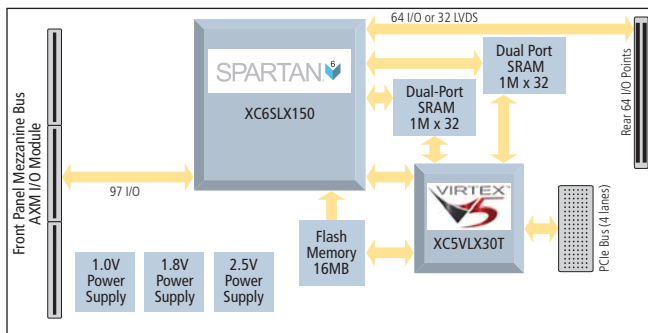 64 I/O or 32 LVDS
SPARTAN 6
XC6SLX150
Dual Port
SRAM
1M x 32
Dual-Port
SRAM
1M x 32
Rear 64 I/O Points
Front Panel Mezzanine Bus
AXM I/O Module
97 I/O
VIRTEX
5
XC5VLX30T
PCIe Bus (4 lanes)
Flash
Memory
16MB
1.0V
Power
Supply
1.8V
Power
Supply
2.5V
Power
Supply